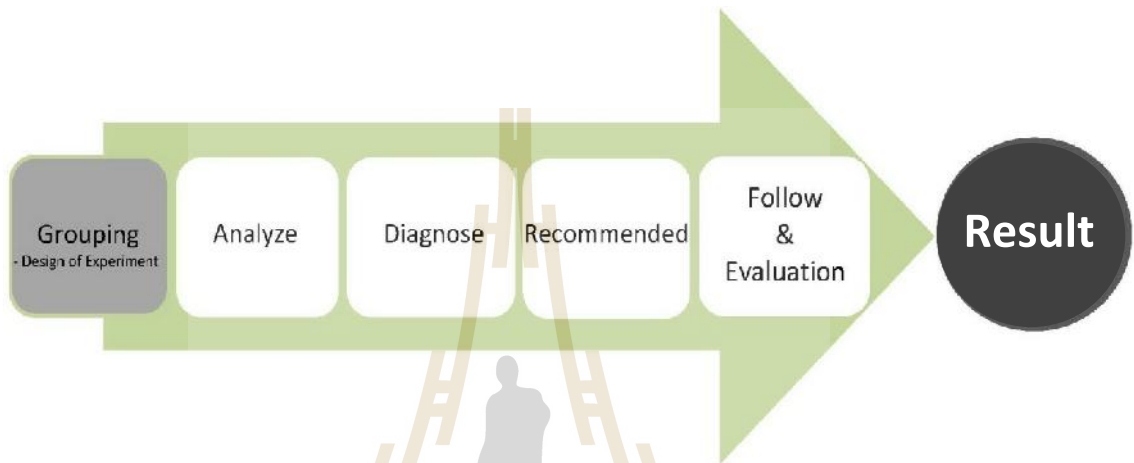 Grouping
- Design of Experiment
Analyze
Diagnose
Recommended
Follow
&
Evaluation
Result